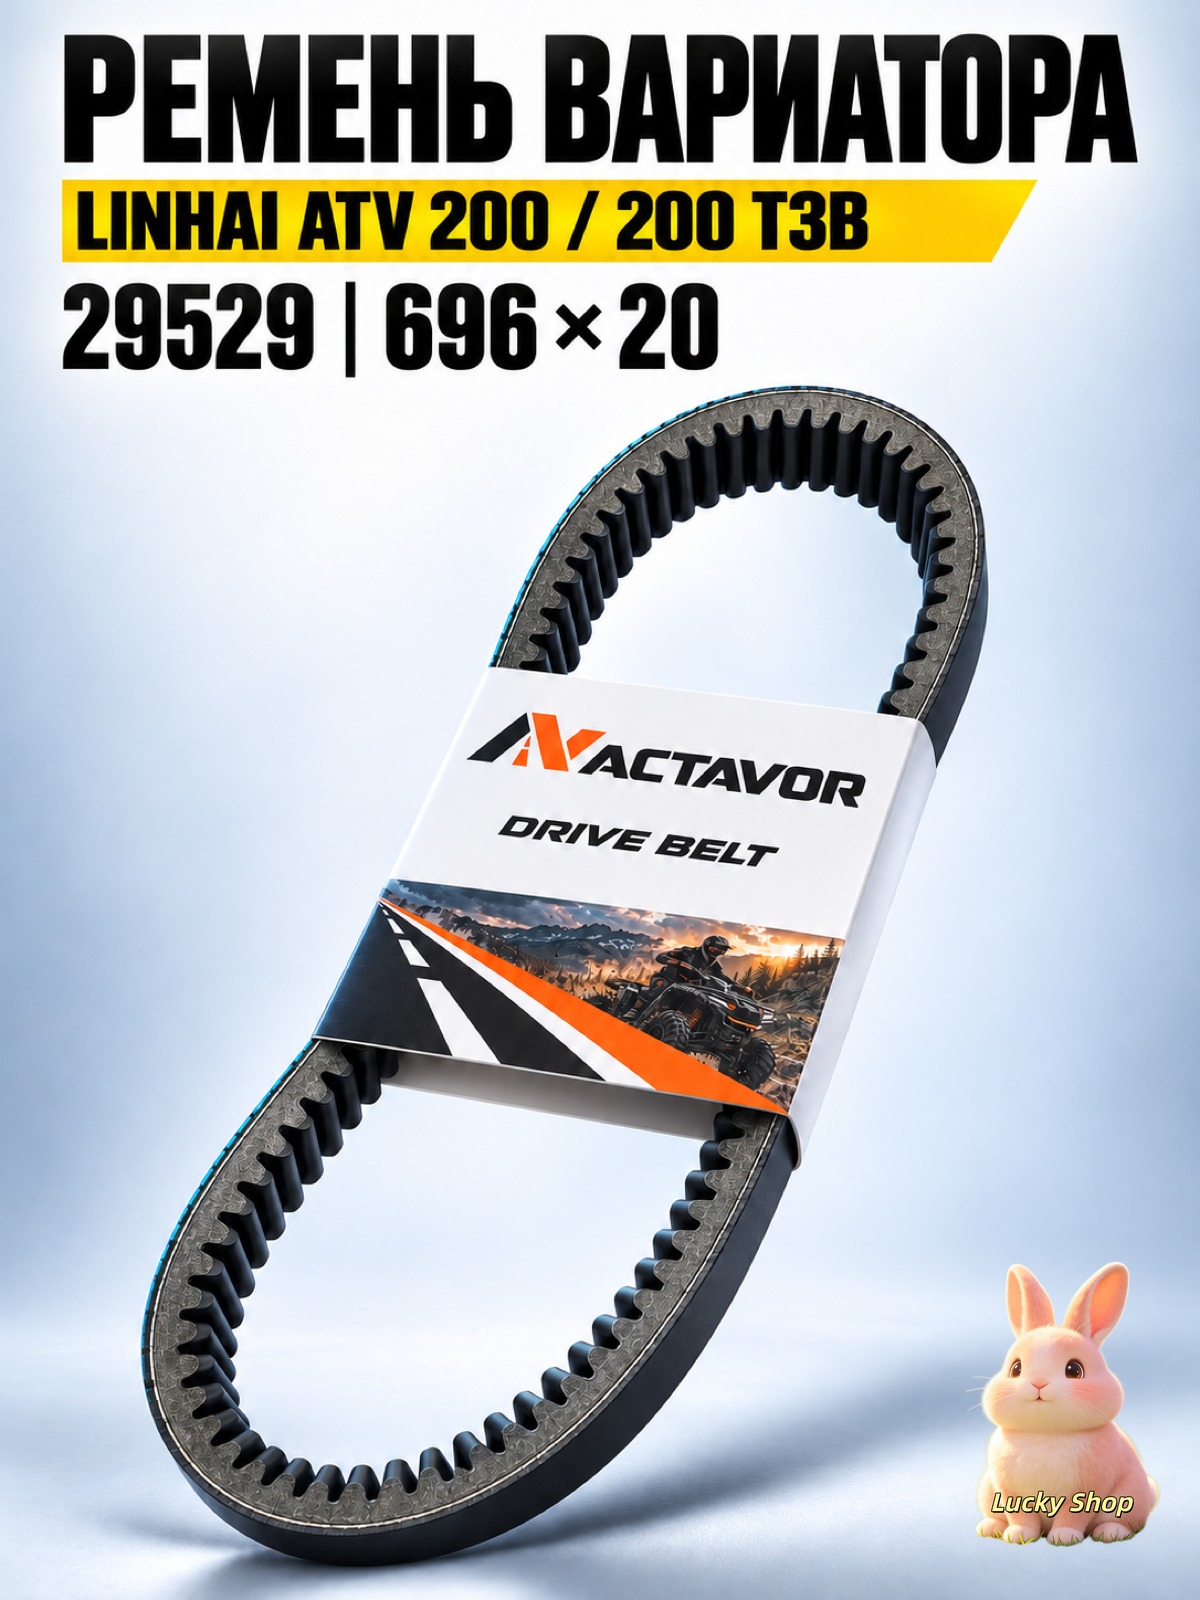 РЕМЕНЬ ВАРИАТОРА
LINHAI ATV 200 / 200 T3B
29529 | 696 × 20
ACTAVOR
DRIVE BELT
Lucky Shop